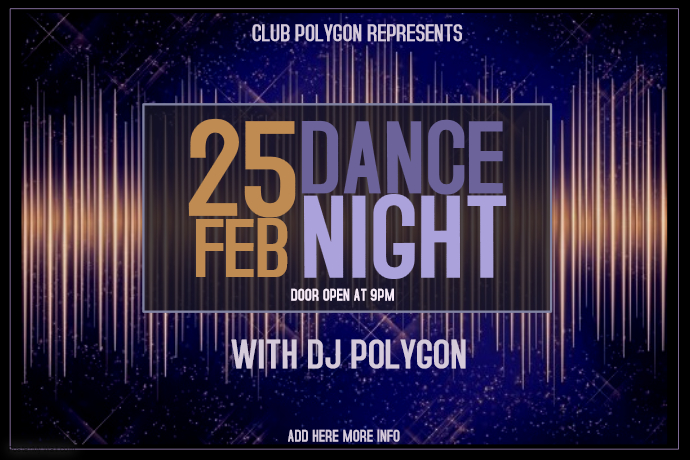 CLUB POLYGON REPRESENTS
25 DANCE
FEB NIGHT
DOOR OPEN AT 9PM
WITH DJ POLYGON
ADD HERE MORE INFO